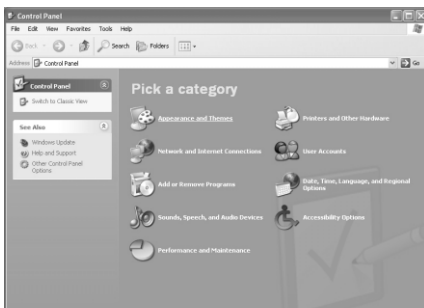 Control Panel
File Edit View Favorites Tools Help
Back Search Folders
Address Control Panel Go
Control Panel
Switch to Classic View
See Also
Windows Update
Help and Support
Other Control Panel
Options
Pick a category
Appearance and Themes
Printers and Other Hardware
Network and Internet Connections
User Accounts
Add or Remove Programs
Date, Time, Language, and Regional
Options
Sounds, Speech, and Audio Devices
Accessibility Options
Performance and Maintenance